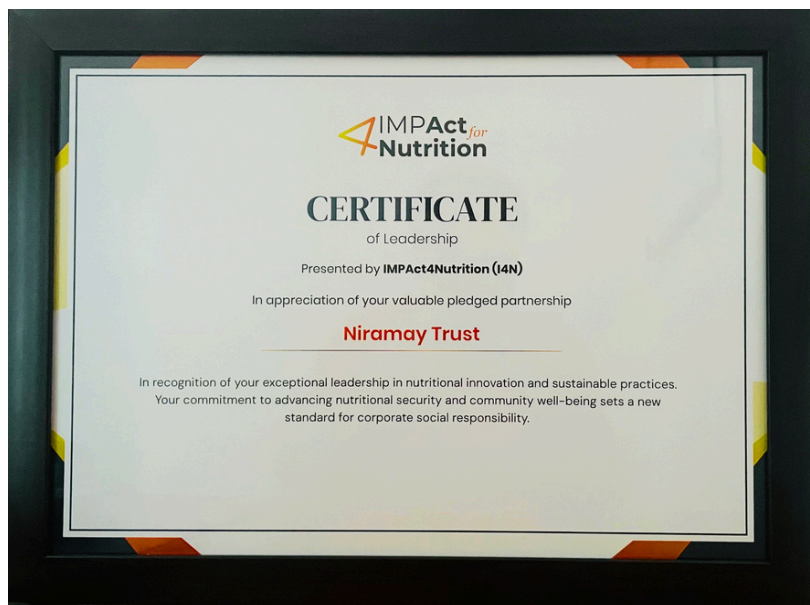 4 IMPAct for
Nutrition
CERTIFICATE
of Leadership
Presented by IMPAct4Nutrition (I4N)
In appreciation of your valuable pledged partnership
Niramay Trust
In recognition of your exceptional leadership in nutritional innovation and sustainable practices.
Your commitment to advancing nutritional security and community well-being sets a new
standard for corporate social responsibility.